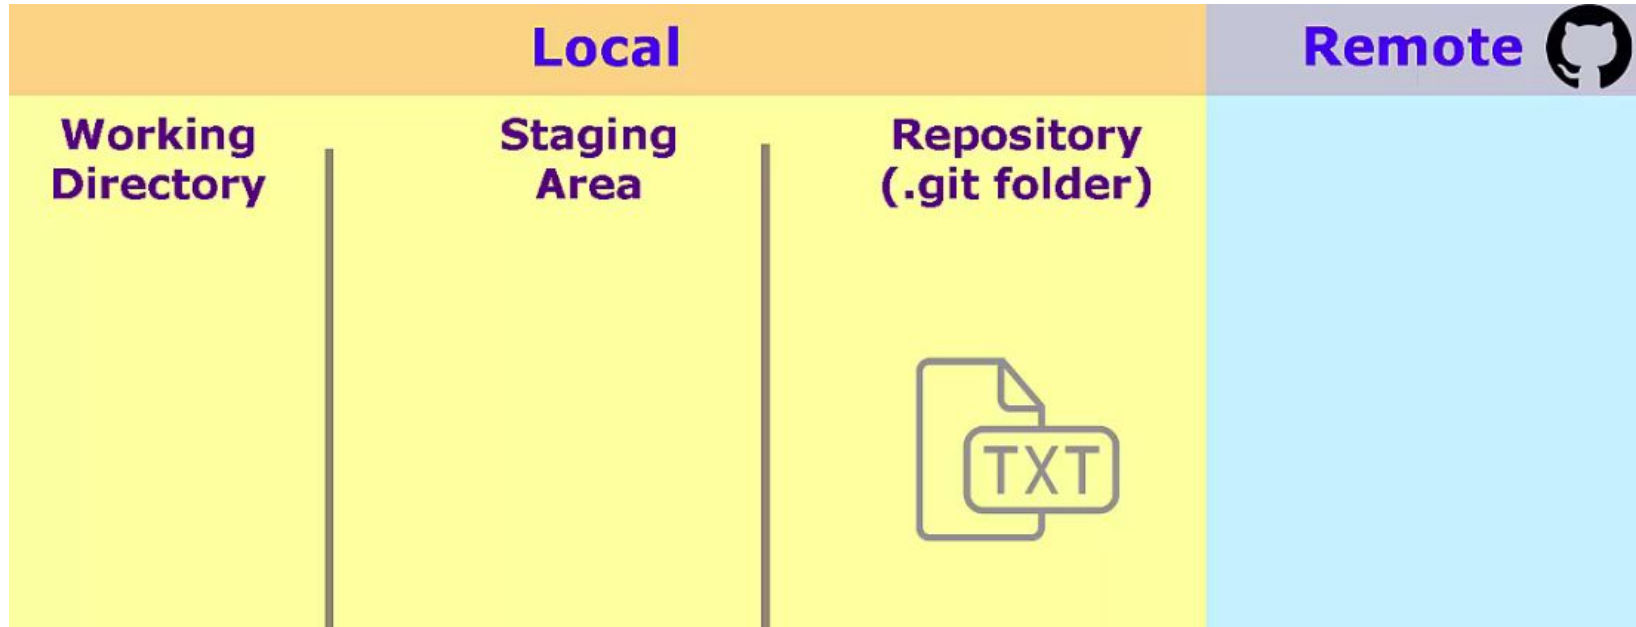 Local
Remote
Working
Directory
Staging
Area
Repository
(.git folder)
TXT